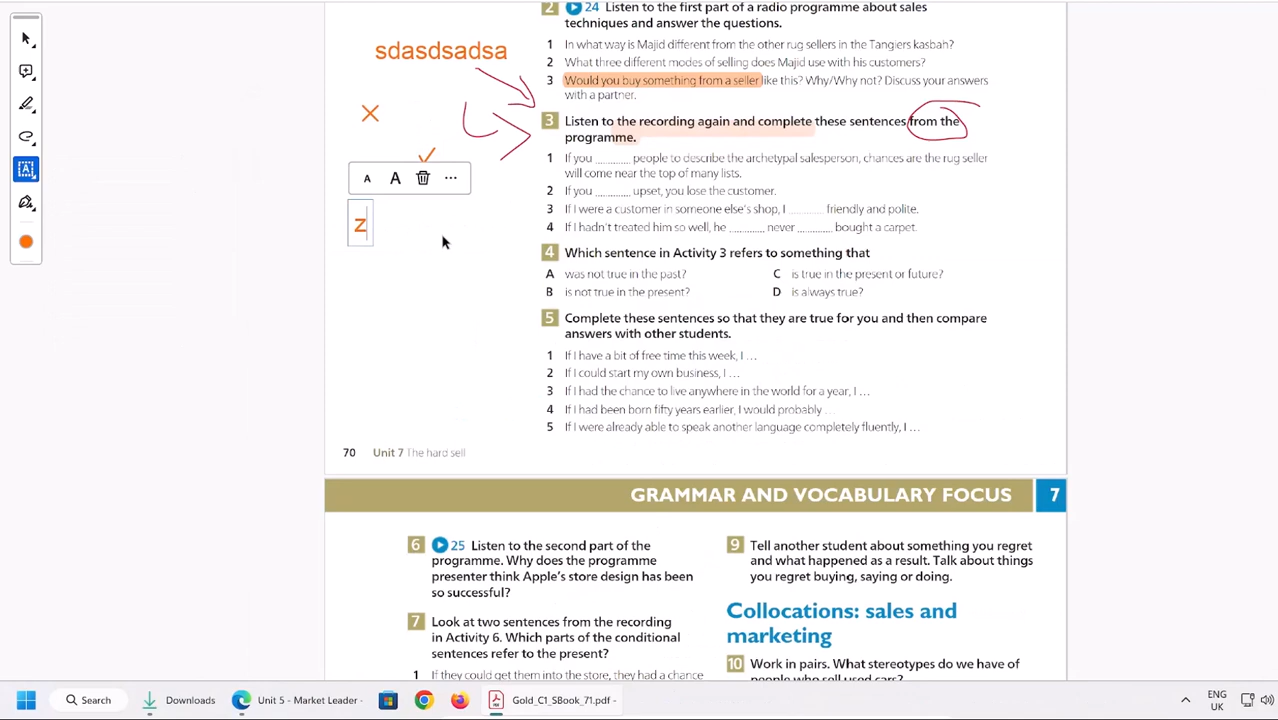 2 24 Listen to the first part of a radio programme about sales
techniques and answer the questions.
1 In what way is Majid different from the other rug sellers in the Tangiers kasbah?
2 What three different modes of selling does Majid use with his customers?
3 Would you buy something from a seller like this? Why/Why not? Discuss your answers
with a partner.
sdasdsadsa
3 Listen to the recording again and complete these sentences from the
programme.
1 If you ............ people to describe the archetypal salesperson, chances are the rug seller
will come near the top of many lists.
2 If you ............ upset, you lose the customer.
3 If I were a customer in someone else's shop, I ............ friendly and polite.
4 If I hadn't treated him so well, he ............ never ............ bought a carpet.
A A ...
z
4 Which sentence in Activity 3 refers to something that
A was not true in the past? C is true in the present or future?
B is not true in the present? D is always true?
5 Complete these sentences so that they are true for you and then compare
answers with other students.
1 If I have a bit of free time this week, I ...
2 If I could start my own business, I ...
3 If I had the chance to live anywhere in the world for a year, I ...
4 If I had been born fifty years earlier, I would probably ...
5 If I were already able to speak another language completely fluently, I ...
70 Unit 7 The hard sell
GRAMMAR AND VOCABULARY FOCUS 7
6 25 Listen to the second part of the
programme. Why does the programme
presenter think Apple's store design has been
so successful?
7 Look at two sentences from the recording
in Activity 6. Which parts of the conditional
sentences refer to the present?
1 If they could get them into the store, they had a chance
9 Tell another student about something you regret
and what happened as a result. Talk about things
you regret buying, saying or doing.
Collocations: sales and
marketing
10 Work in pairs. What stereotypes do we have of
people who sell used cars?
Search
Downloads
Unit 5 - Market Leader
Gold_C1_SBook_71.pdf -
ENG
UK